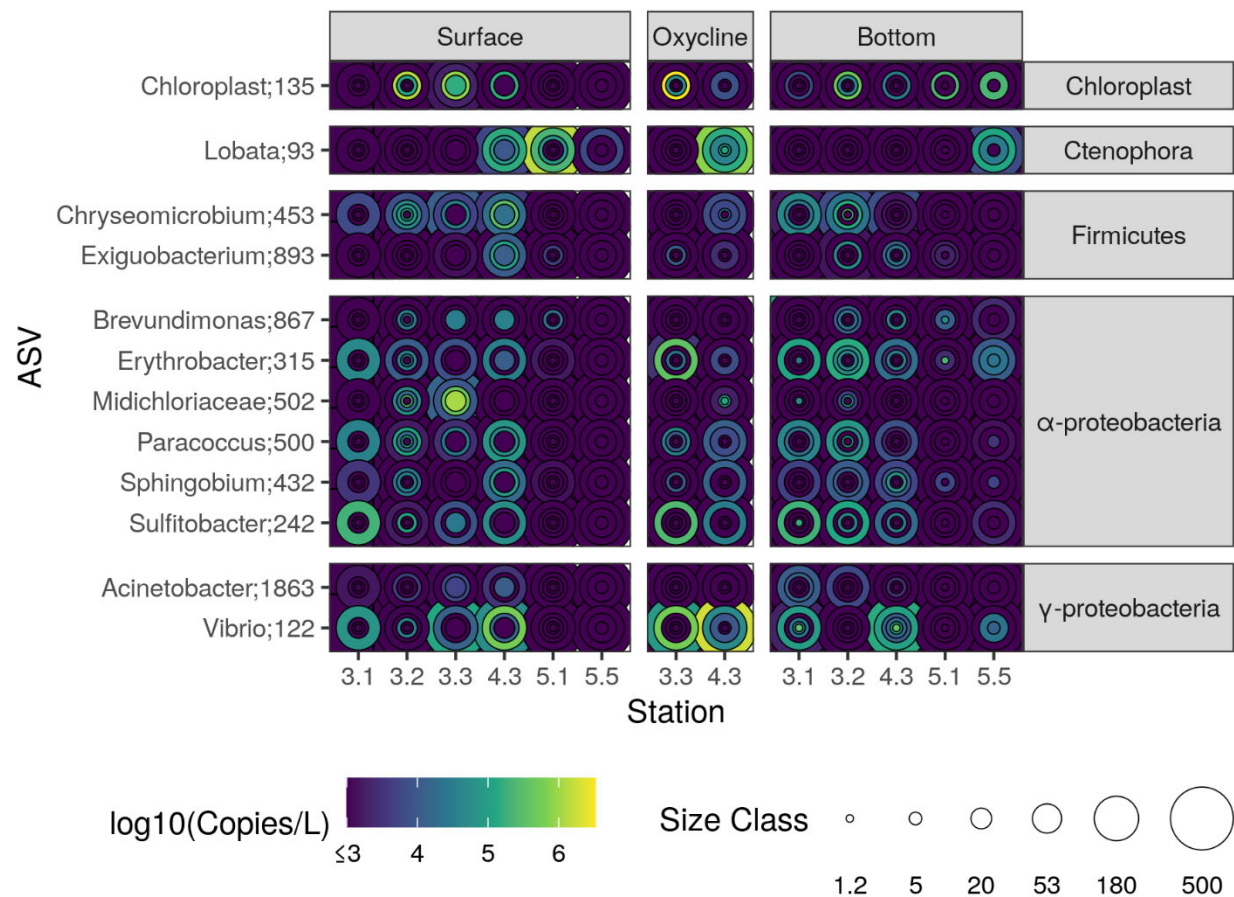 Surface Oxycline Bottom
Chloroplast;135 Chloroplast
Lobata;93 Ctenophora
Chryseomicrobium;453
Exiguobacterium;893
Firmicutes
Brevundimonas;867
Erythrobacter;315
Midichloriaceae;502
Paracoccus;500
Sphingobium;432
Sulfitobacter;242
α-proteobacteria
Acinetobacter;1863
Vibrio;122
γ-proteobacteria
ASV
3.1 3.2 3.3 4.3 5.1 5.5 3.3 4.3 3.1 3.2 4.3 5.1 5.5
Station
log10(Copies/L)
≤3 4 5 6
Size Class
1.2 5 20 53 180 500